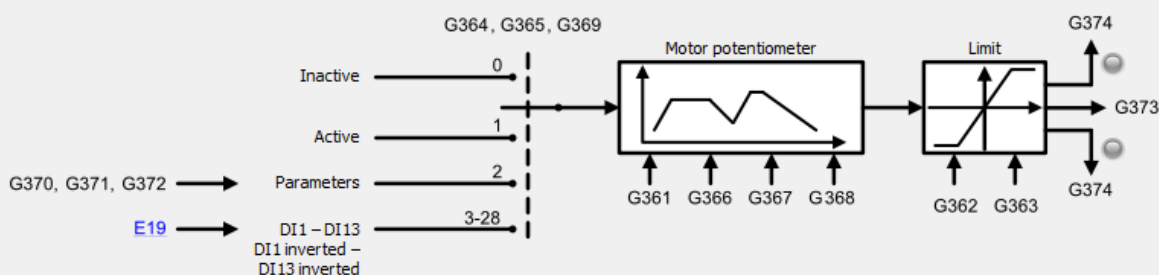 G364, G365, G369
G374
Motor potentiometer
Limit
Inactive
0
G373
Active
1
G370, G371, G372
Parameters
2
G374
E19
DI1 – DI13
3-28
DI1 inverted –
DI13 inverted
G361
G366
G367
G368
G362
G363